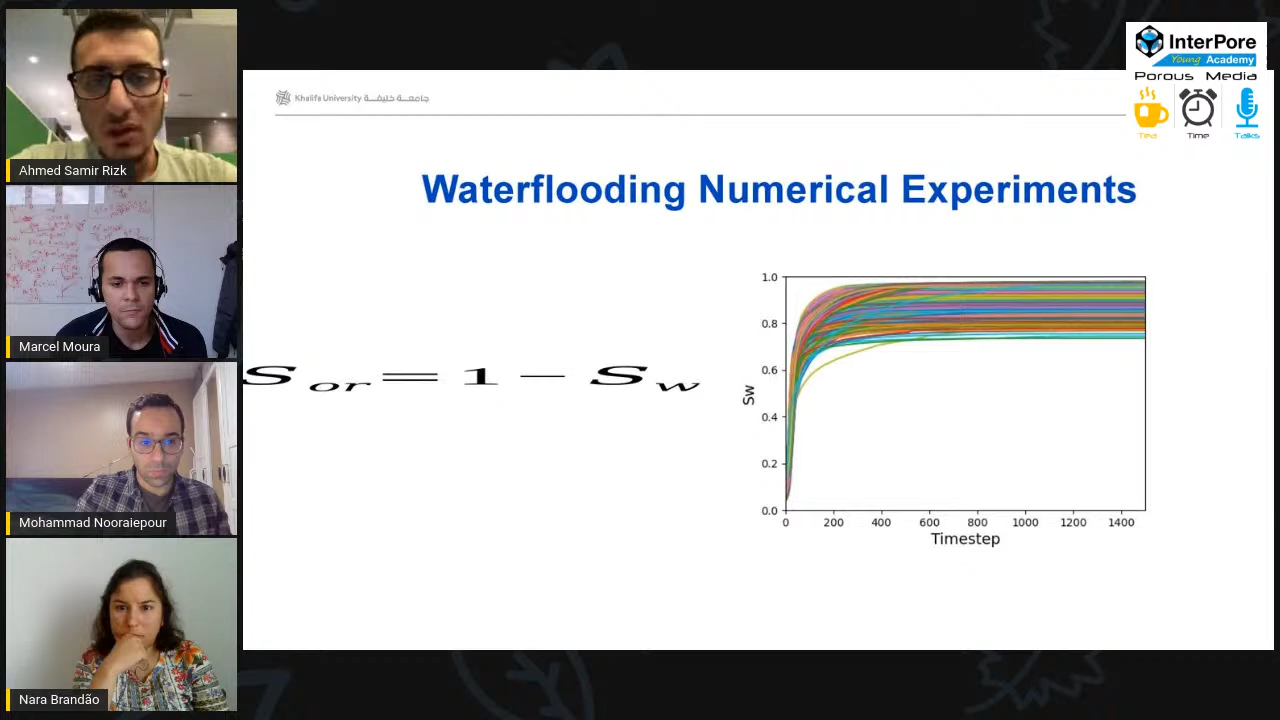 Ahmed Samir Rizk
Marcel Moura
Mohammad Nooraiepour
Nara Brandão
Khalifa University جامعة خليفة
InterPore
Young Academy
Porous Media
Tea Time Talks
Waterflooding Numerical Experiments
S or = 1 − S w
1.0
0.8
0.6
0.4
0.2
0.0
Sw
0 200 400 600 800 1000 1200 1400
Timestep